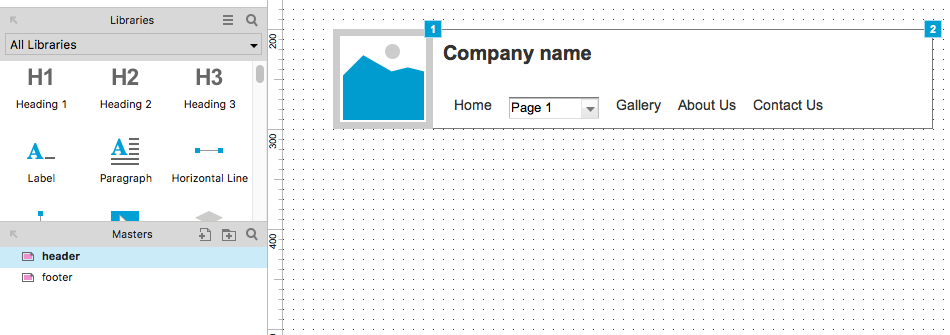 Libraries
All Libraries
H1 H2 H3
Heading 1 Heading 2 Heading 3
A A
Label Paragraph Horizontal Line
Masters
header
footer
200
300
400
1 2
Company name
Home Page 1 Gallery About Us Contact Us